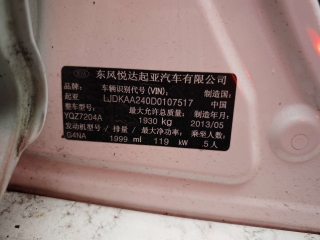 东风悦达起亚汽车有限公司
品牌: 车辆识别代号(VIN): 制造国:
起亚 LJDKAA240D0107517 中国
整车型号: 最大允许总质量: 制造年月:
YQZ7204A 1930 kg 2013/05
发动机型号/排量: 最大净功率: 乘坐人数:
G4NA 1999 ml 119 kW 5人